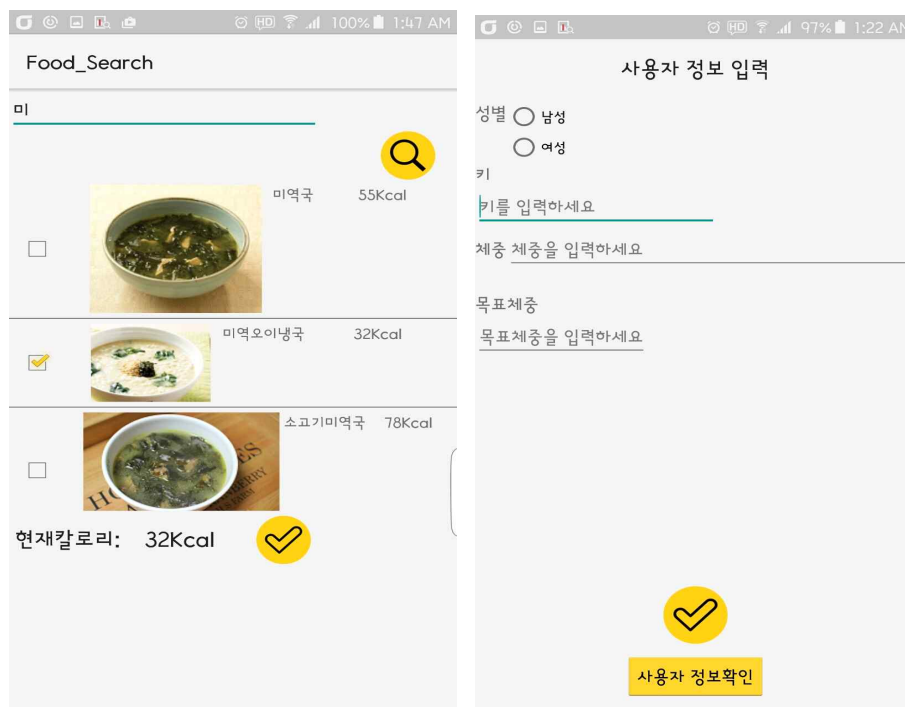 HD 100% 1:47 AM
Food_Search
미
미역국 55Kcal
미역오이냉국 32Kcal
소고기미역국 78Kcal
현재칼로리: 32Kcal
HD 97% 1:22 AM
사용자 정보 입력
성별 남성
여성
키
키를 입력하세요
체중 체중을 입력하세요
목표체중
목표체중을 입력하세요
사용자 정보확인